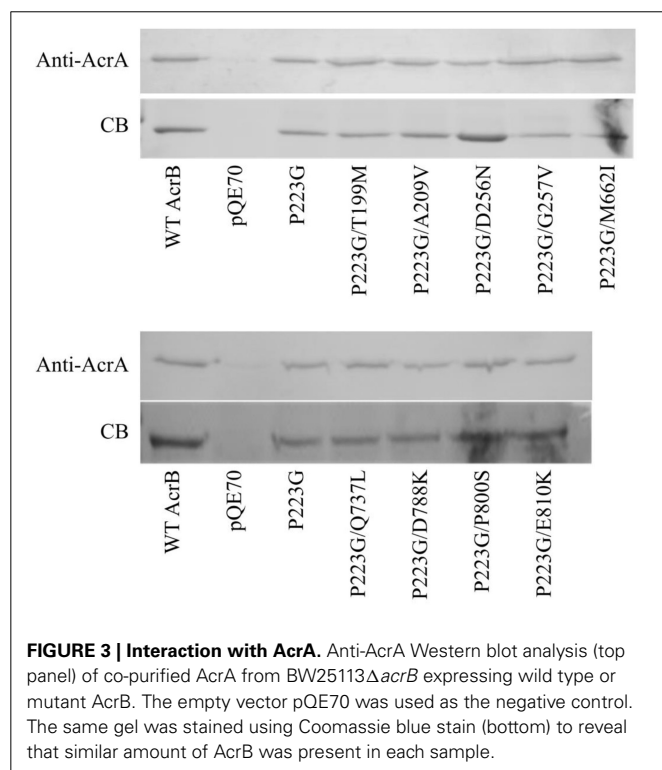 Anti-AcrA
CB
WT AcrB
pQE70
P223G
P223G/T199M
P223G/A209V
P223G/D256N
P223G/G257V
P223G/M662I
Anti-AcrA
CB
WT AcrB
pQE70
P223G
P223G/Q737L
P223G/D788K
P223G/P800S
P223G/E810K
FIGURE 3 | Interaction with AcrA. Anti-AcrA Western blot analysis (top
panel) of co-purified AcrA from BW25113ΔacrB expressing wild type or
mutant AcrB. The empty vector pQE70 was used as the negative control.
The same gel was stained using Coomassie blue stain (bottom) to reveal
that similar amount of AcrB was present in each sample.